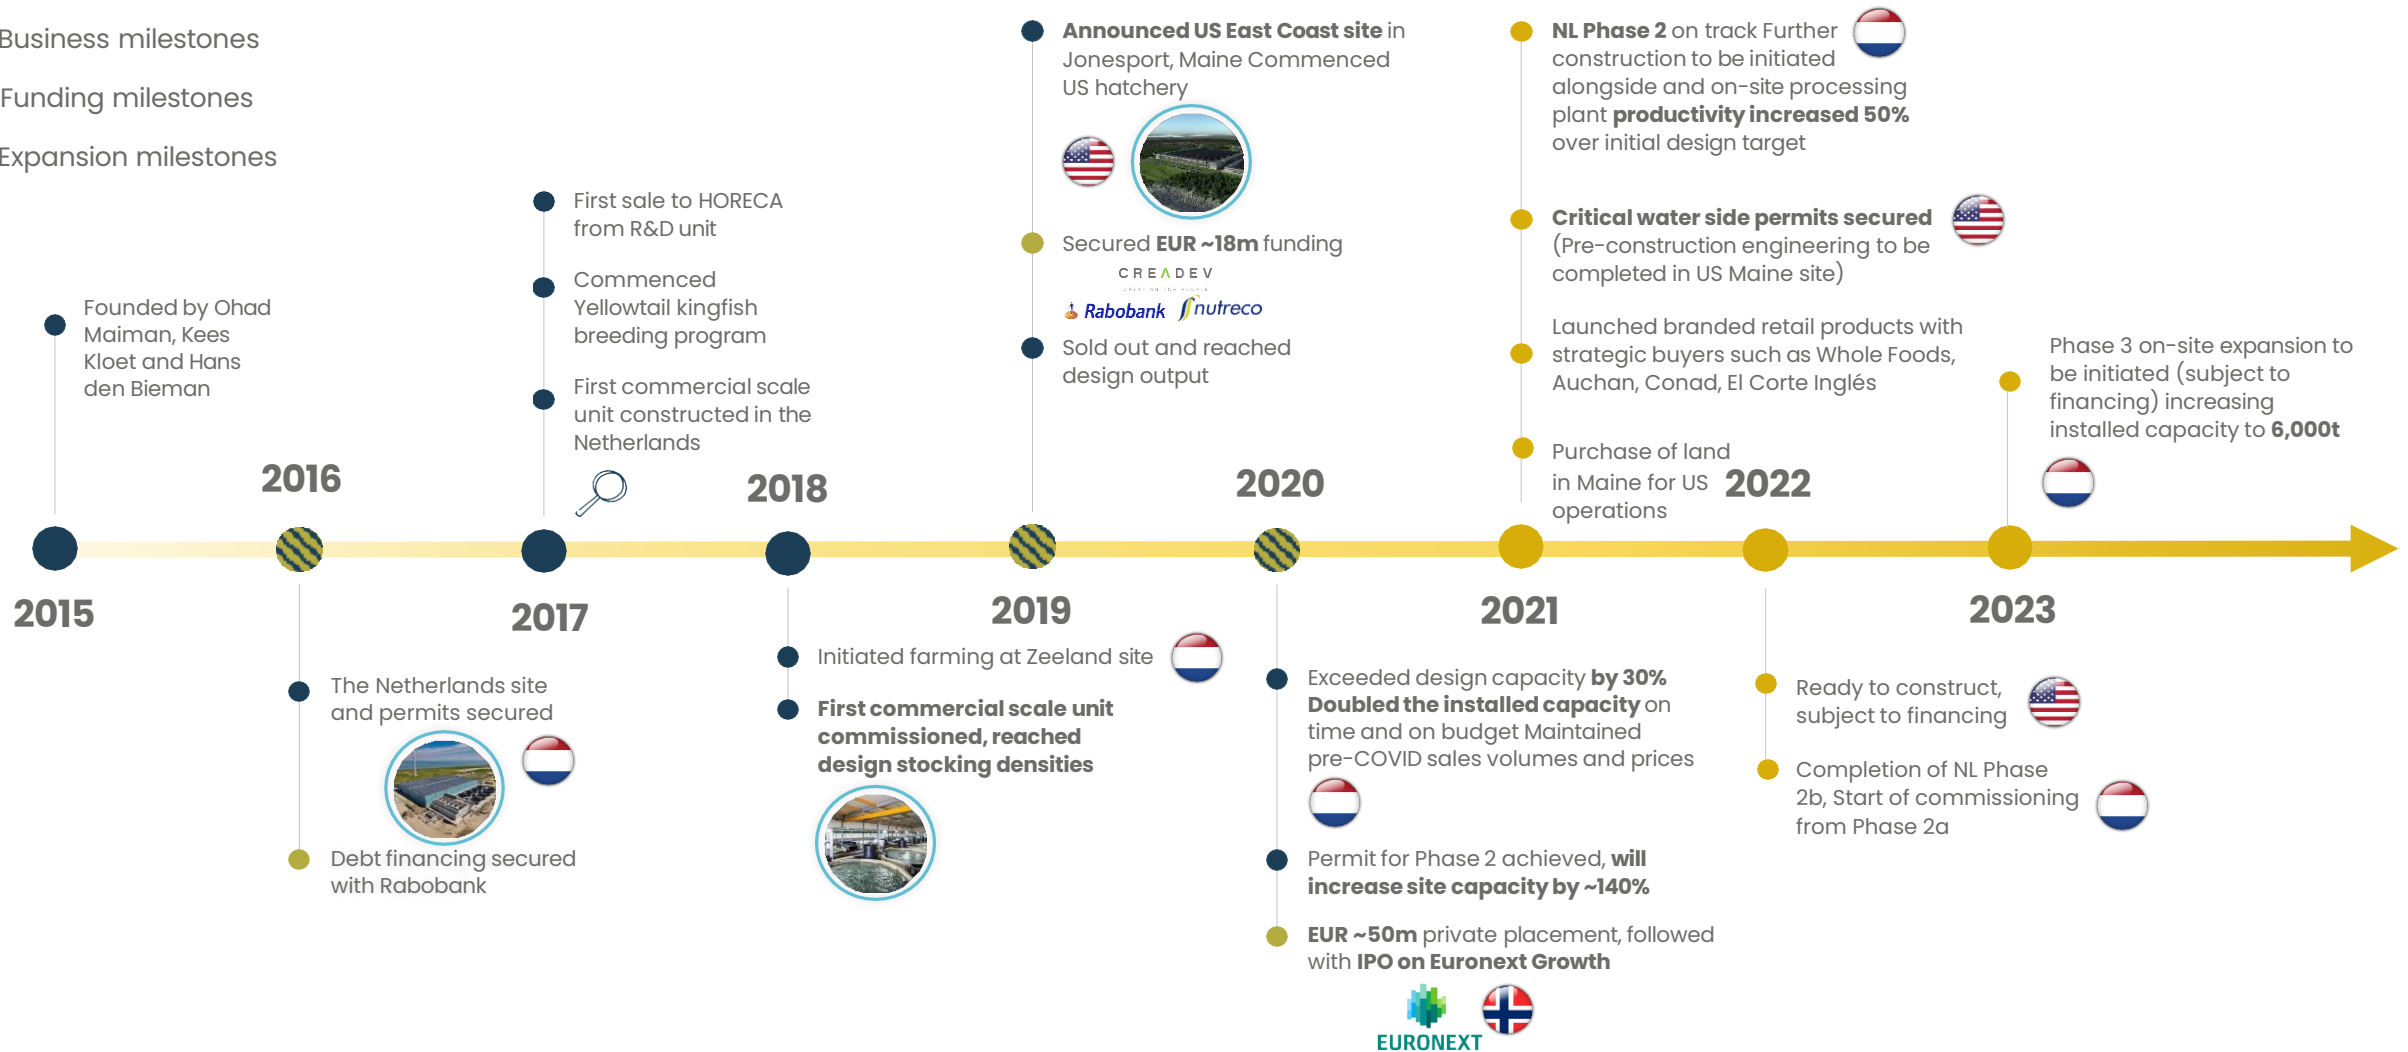 Business milestones
Funding milestones
Expansion milestones
2015
Founded by Ohad
Maiman, Kees
Kloet and Hans
den Bieman
2016
The Netherlands site
and permits secured
Debt financing secured
with Rabobank
2017
First sale to HORECA
from R&D unit
Commenced
Yellowtail kingfish
breeding program
First commercial scale
unit constructed in the
Netherlands
2018
Initiated farming at Zeeland site
First commercial scale unit
commissioned, reached
design stocking densities
2019
Announced US East Coast site in
Jonesport, Maine Commenced
US hatchery
Secured EUR ~18m funding
CREADEV
Rabobank nutreco
Sold out and reached
design output
2020
Exceeded design capacity by 30%
Doubled the installed capacity on
time and on budget Maintained
pre-COVID sales volumes and prices
Permit for Phase 2 achieved, will
increase site capacity by ~140%
EUR ~50m private placement, followed
with IPO on Euronext Growth
EURONEXT
2021
NL Phase 2 on track Further
construction to be initiated
alongside and on-site processing
plant productivity increased 50%
over initial design target
Critical water side permits secured
(Pre-construction engineering to be
completed in US Maine site)
Launched branded retail products with
strategic buyers such as Whole Foods,
Auchan, Conad, El Corte Inglés
Purchase of land
in Maine for US
operations
2022
Ready to construct,
subject to financing
Completion of NL Phase
2b, Start of commissioning
from Phase 2a
2023
Phase 3 on-site expansion to
be initiated (subject to
financing) increasing
installed capacity to 6,000t